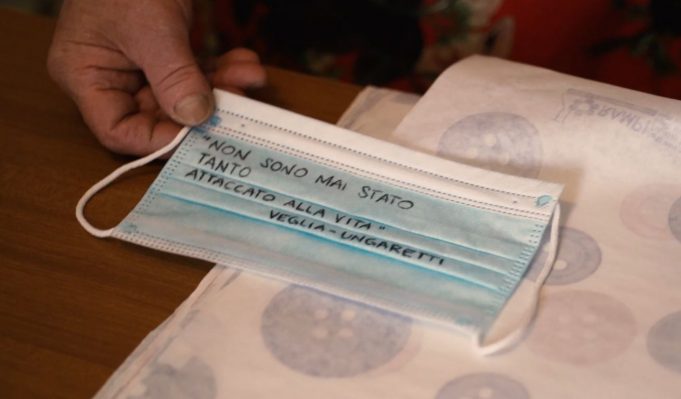 "NON SONO MAI STATO
TANTO
ATTACCATO ALLA VITA"
VEGLIA - UNGARETTI